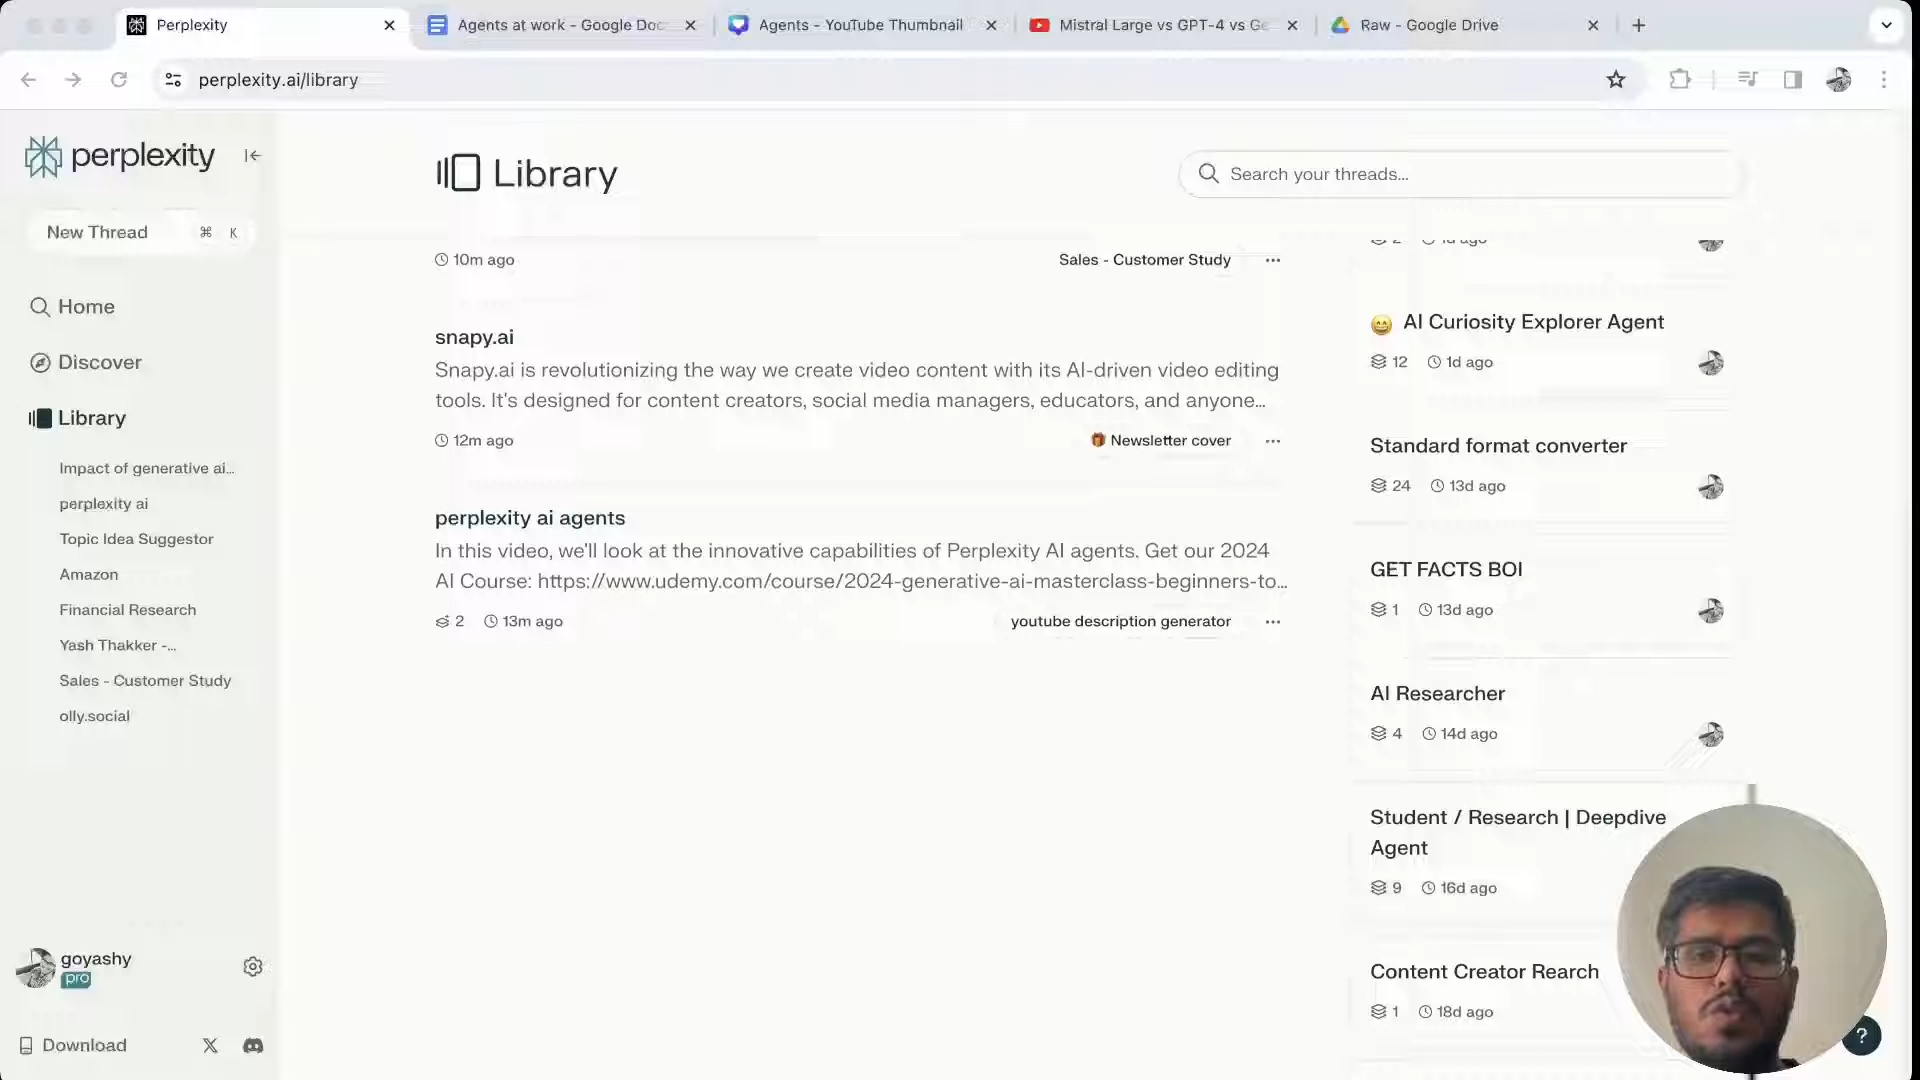 Perplexity
Agents at work - Google Doc
Agents - YouTube Thumbnail
Mistral Large vs GPT-4 vs Ge
Raw - Google Drive
perplexity.ai/library
perplexity
New Thread ⌘ K
Home
Discover
Library
Impact of generative ai...
perplexity ai
Topic Idea Suggestor
Amazon
Financial Research
Yash Thakker -...
Sales - Customer Study
olly.social
goyashy
pro
Download
Library
Search your threads...
10m ago
Sales - Customer Study
snapy.ai
Snapy.ai is revolutionizing the way we create video content with its AI-driven video editing
tools. It's designed for content creators, social media managers, educators, and anyone...
12m ago
Newsletter cover
perplexity ai agents
In this video, we'll look at the innovative capabilities of Perplexity AI agents. Get our 2024
AI Course: https://www.udemy.com/course/2024-generative-ai-masterclass-beginners-to...
2 13m ago
youtube description generator
2 1d ago
AI Curiosity Explorer Agent
12 1d ago
Standard format converter
24 13d ago
GET FACTS BOI
1 13d ago
AI Researcher
4 14d ago
Student / Research | Deepdive
Agent
9 16d ago
Content Creator Rearch
1 18d ago
?